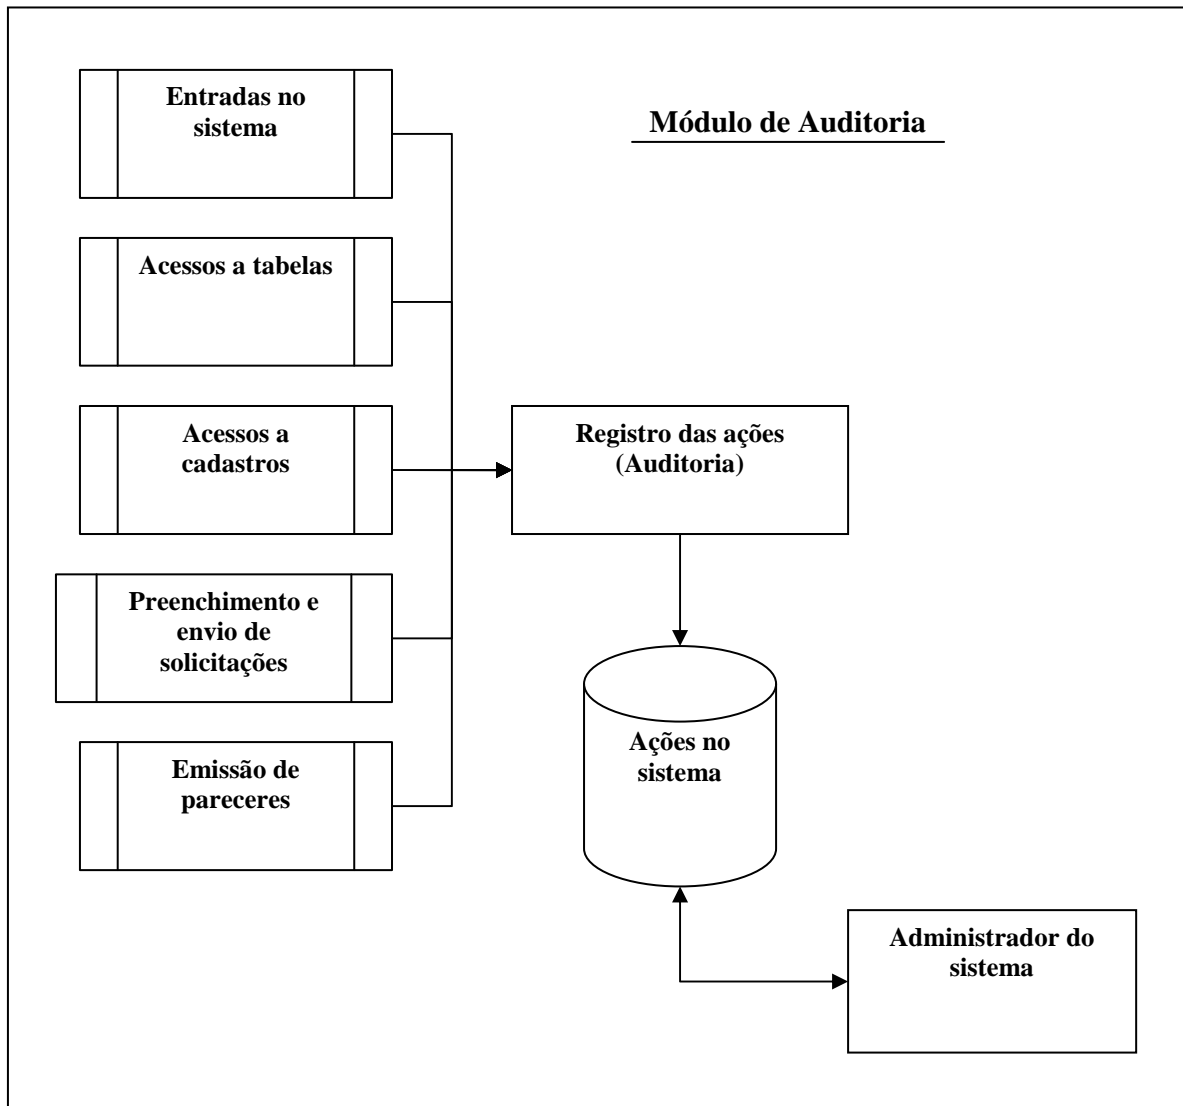 Entradas no
sistema
Módulo de Auditoria
Acessos a tabelas
Acessos a
cadastros
Registro das ações
(Auditoria)
Preenchimento e
envio de
solicitações
Ações no
sistema
Emissão de
pareceres
Administrador do
sistema